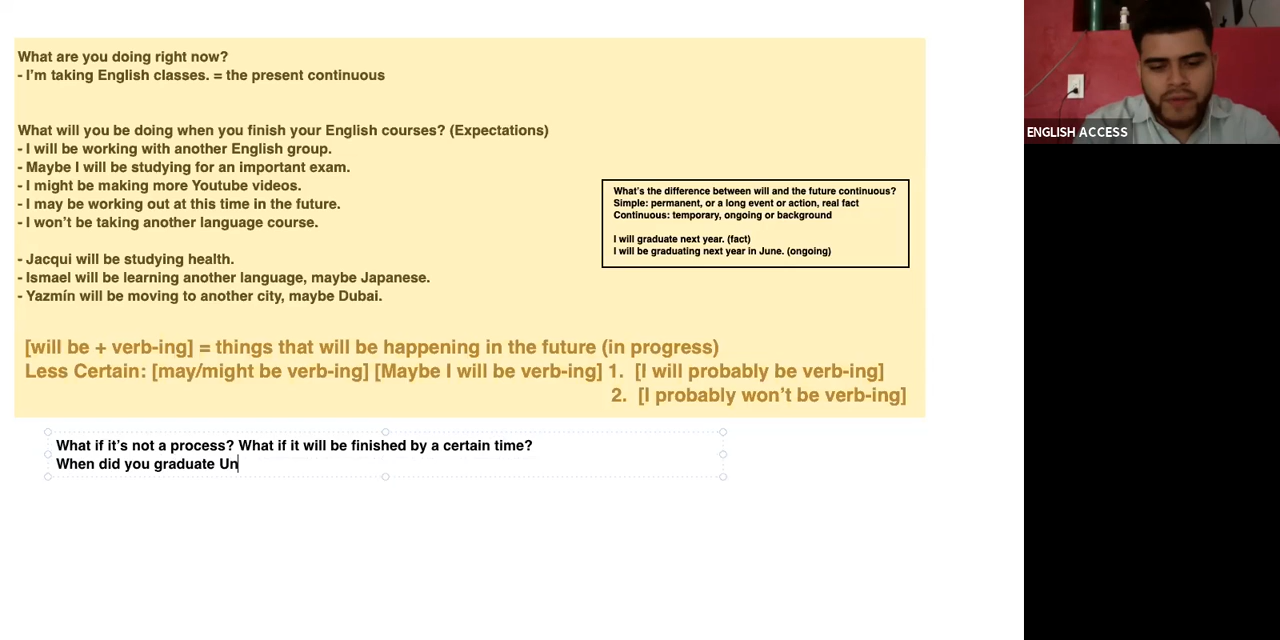 What are you doing right now?
- I’m taking English classes. = the present continuous
What will you be doing when you finish your English courses? (Expectations)
- I will be working with another English group.
- Maybe I will be studying for an important exam.
- I might be making more Youtube videos.
- I may be working out at this time in the future.
- I won’t be taking another language course.
- Jacqui will be studying health.
- Ismael will be learning another language, maybe Japanese.
- Yazmín will be moving to another city, maybe Dubai.
What’s the difference between will and the future continuous?
Simple: permanent, or a long event or action, real fact
Continuous: temporary, ongoing or background
I will graduate next year. (fact)
I will be graduating next year in June. (ongoing)
[will be + verb-ing] = things that will be happening in the future (in progress)
Less Certain: [may/might be verb-ing] [Maybe I will be verb-ing] 1. [I will probably be verb-ing]
2. [I probably won’t be verb-ing]
What if it’s not a process? What if it will be finished by a certain time?
When did you graduate Un
ENGLISH ACCESS